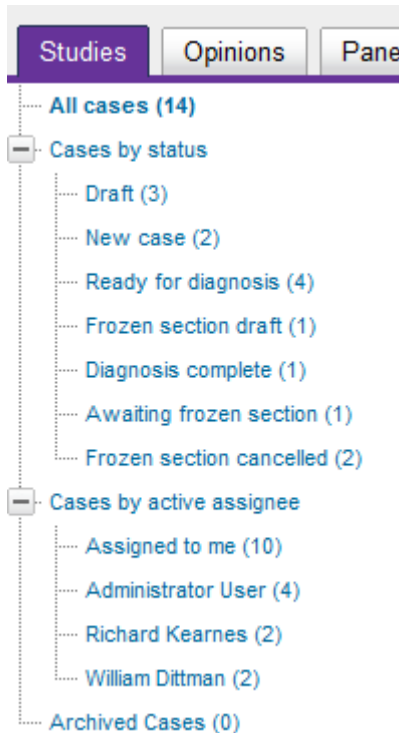 Studies Opinions Pane
All cases (14)
Cases by status
Draft (3)
New case (2)
Ready for diagnosis (4)
Frozen section draft (1)
Diagnosis complete (1)
Awaiting frozen section (1)
Frozen section cancelled (2)
Cases by active assignee
Assigned to me (10)
Administrator User (4)
Richard Kearnes (2)
William Dittman (2)
Archived Cases (0)